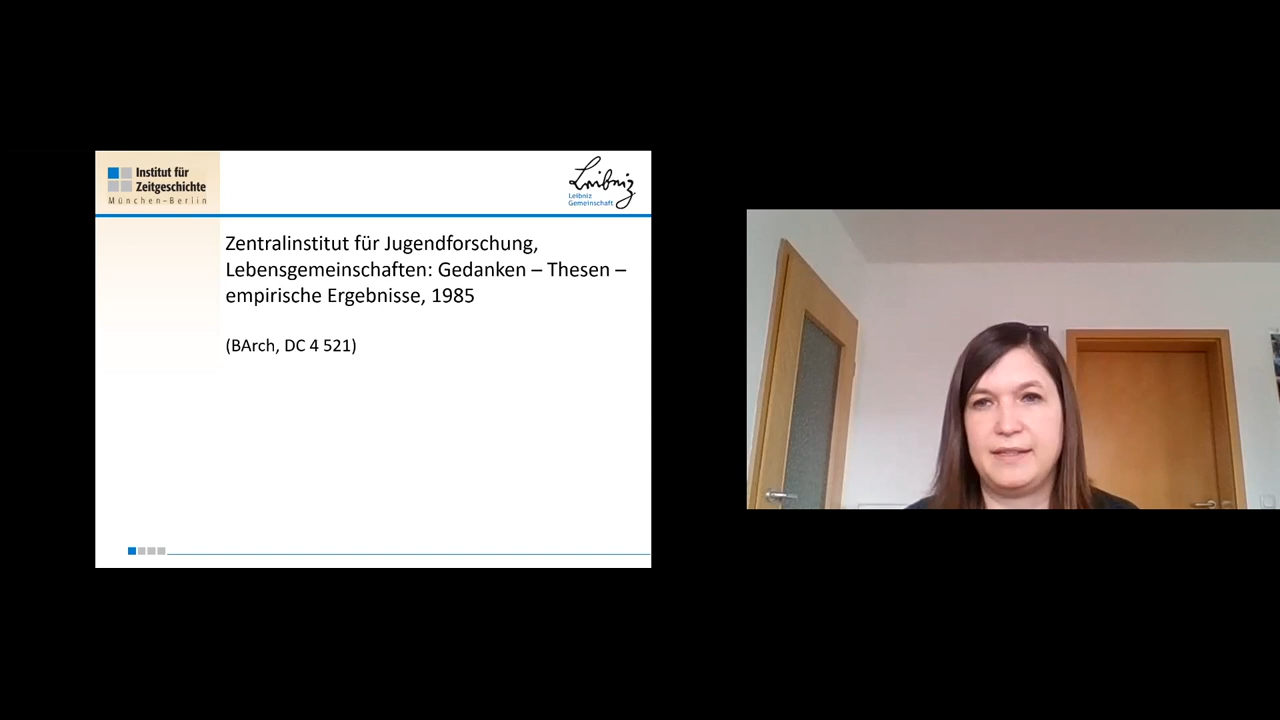 Institut für
Zeitgeschichte
München–Berlin
Leibniz
Leibniz
Gemeinschaft
Zentralinstitut für Jugendforschung,
Lebensgemeinschaften: Gedanken – Thesen –
empirische Ergebnisse, 1985
(BArch, DC 4 521)